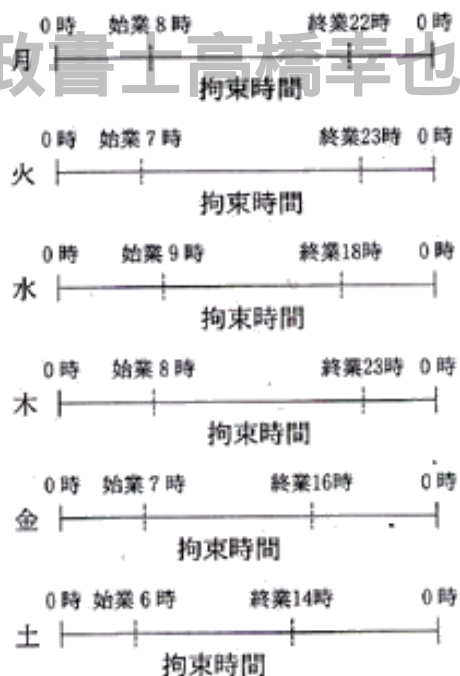 0時 始業8時 終業22時 0時
政書士高橋幸也
月
拘束時間
0時 始業7時 終業23時 0時
火
拘束時間
0時 始業9時 終業18時 0時
水
拘束時間
0時 始業8時 終業23時 0時
木
拘束時間
0時 始業7時 終業16時 0時
金
拘束時間
0時 始業6時 終業14時 0時
土
拘束時間